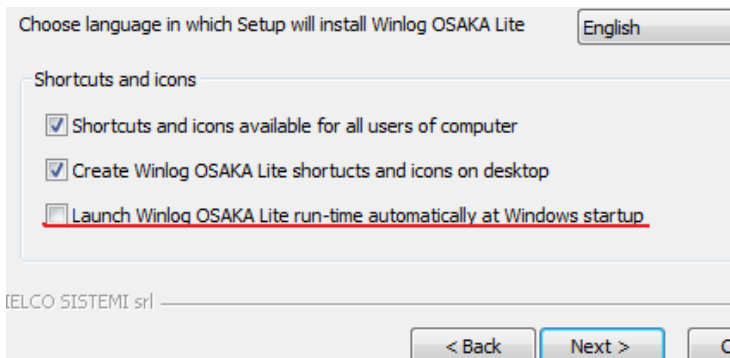 Choose language in which Setup will install Winlog OSAKA Lite
English
Shortcuts and icons
Shortcuts and icons available for all users of computer
Create Winlog OSAKA Lite shortucts and icons on desktop
Launch Winlog OSAKA Lite run-time automatically at Windows startup
IELCO SISTEMI srl
< Back
Next >